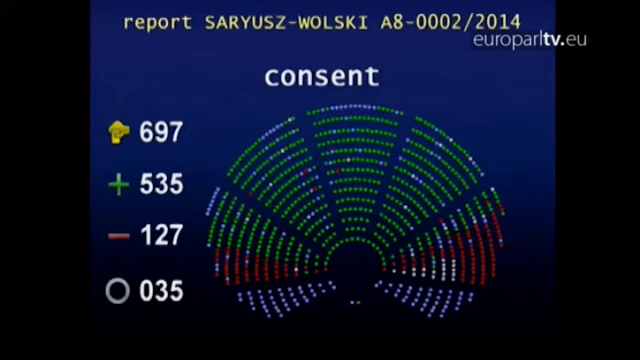 report SARYUSZ-WOLSKI A8-0002/2014
europarltv.eu
consent
697
+ 535
- 127
035